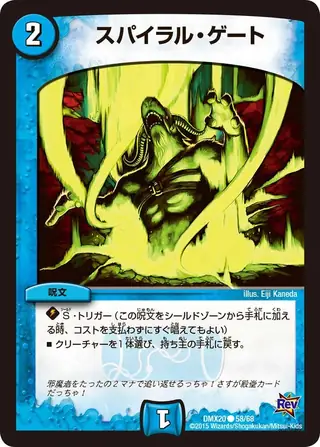 2
スパイラル・ゲート
illus. Eiji Kaneda
呪文
S・トリガー（この呪文をシールドゾーンから手札に加え
る時、コストを支払わずにすぐ唱えてもよい）
■ クリーチャーを1体選び、持ち主の手札に戻す。
邪魔者をたったの2マナで追い返せるっちゃ！さすが殿堂カード
だっちゃ！
1
DMX20 ● 58/68
©2015 Wizards/Shogakukan/Mitsui-Kids
Rev